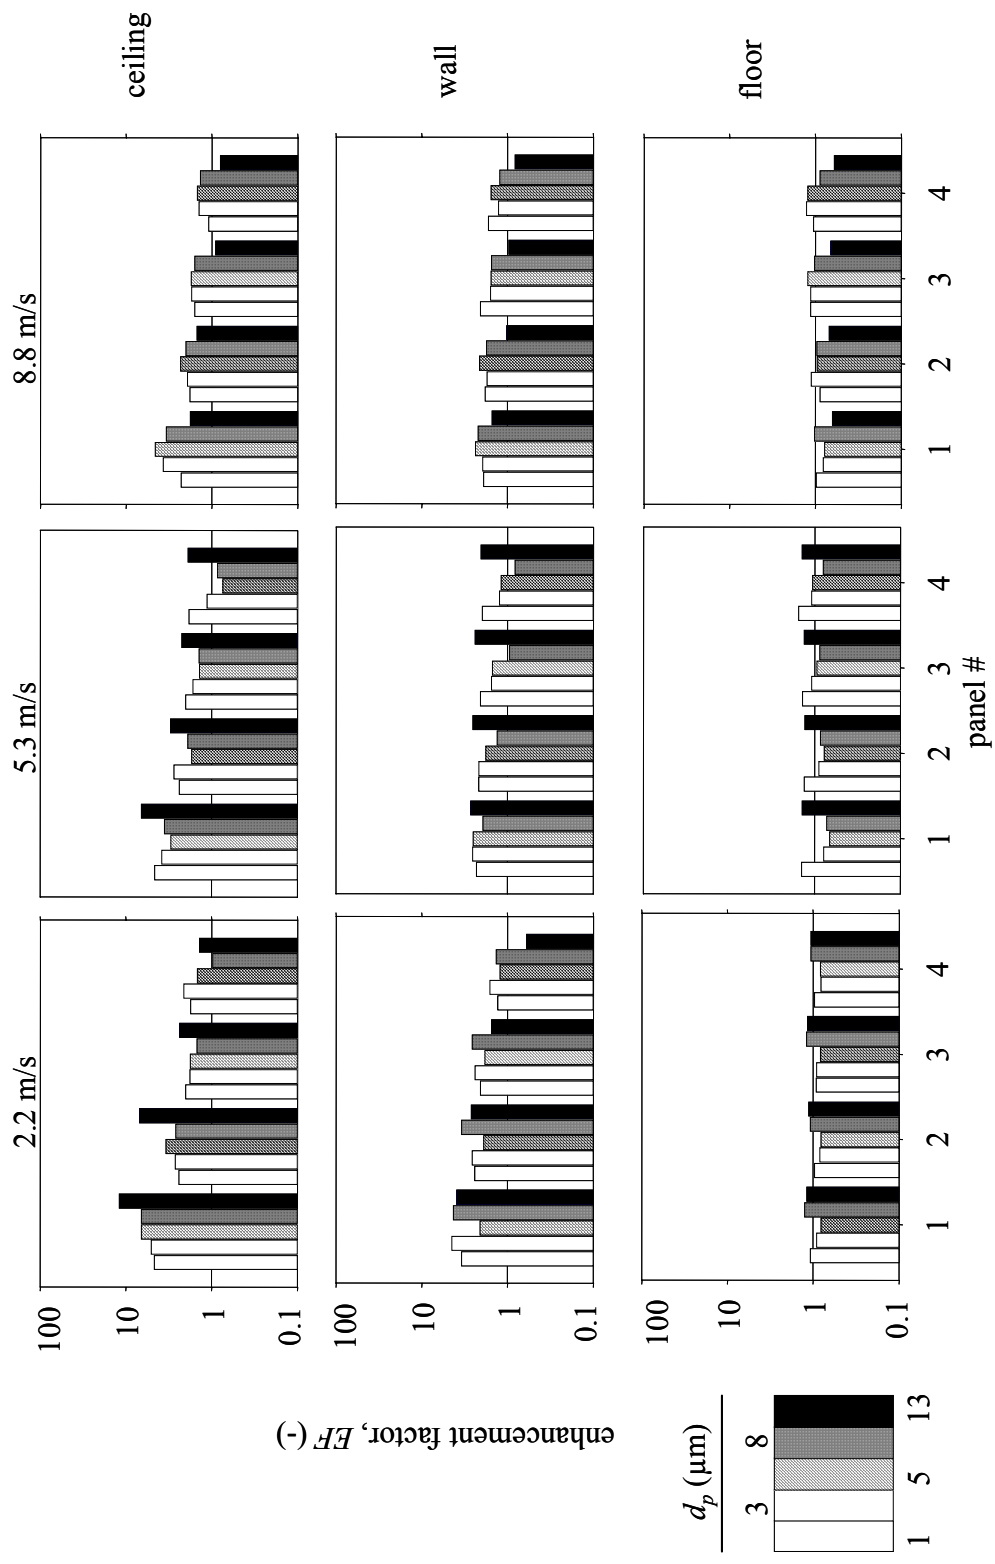 2.2 m/s 5.3 m/s 8.8 m/s
100
10
1
0.1
ceiling
100
10
1
0.1
wall
100
10
1
0.1
floor
1 2 3 4 1 2 3 4 1 2 3 4
panel #
enhancement factor, EF (-)
dp (μm)
3 8
1 5 13